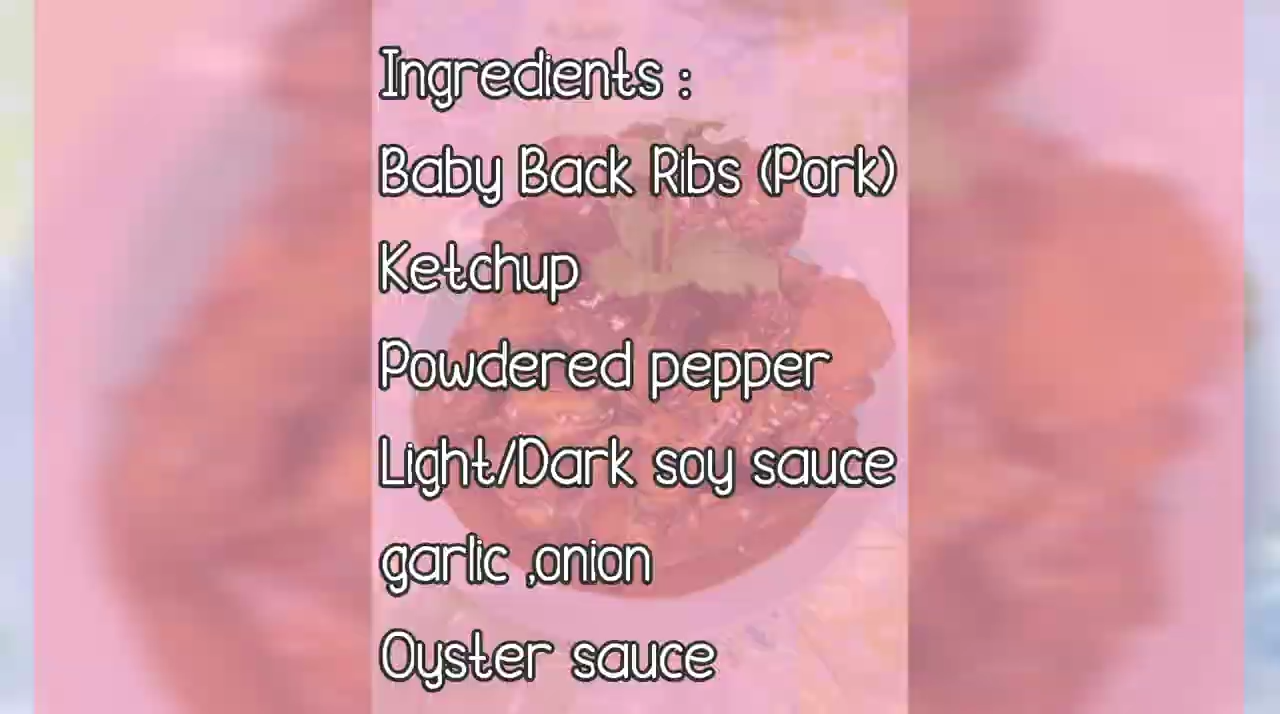 Ingredients :
Baby Back Ribs (Pork)
Ketchup
Powdered pepper
Light/Dark soy sauce
garlic ,onion
Oyster sauce